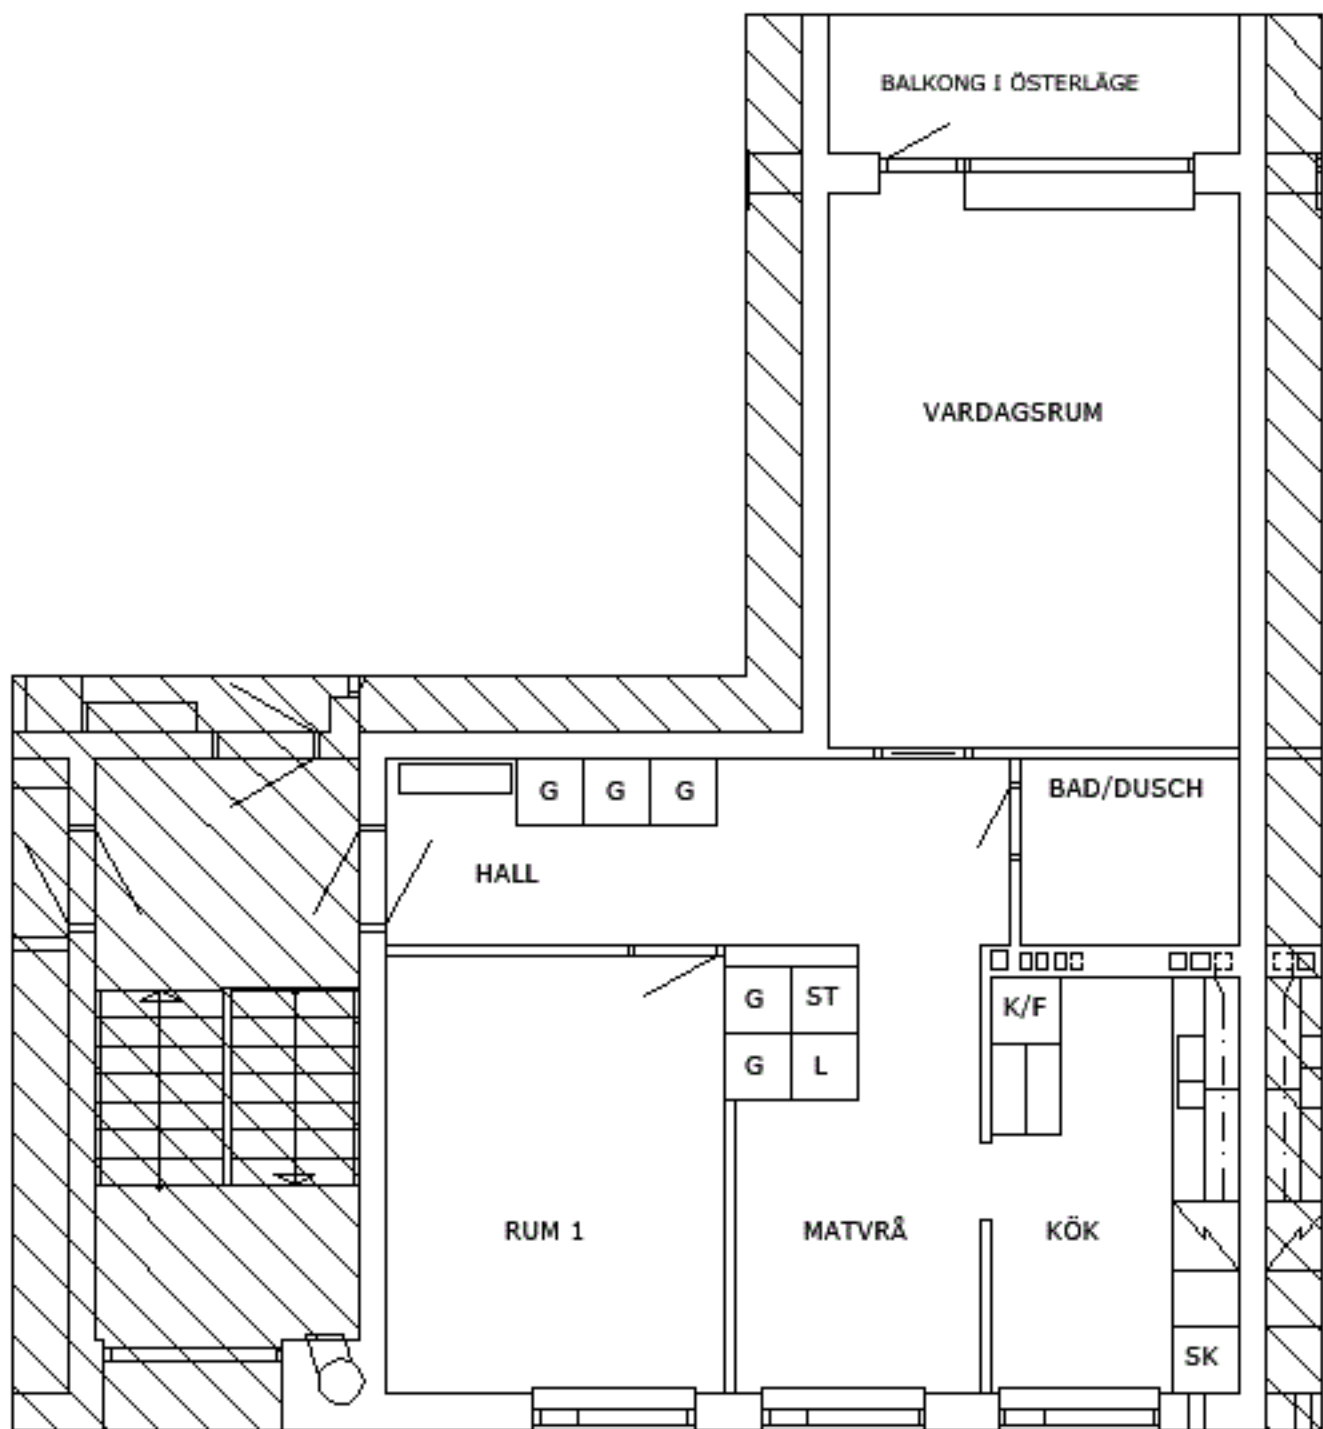 BALKONG I ÖSTERLÄGE
VARDAGSRUM
BAD/DUSCH
G G G
HALL
G ST
K/F
G L
RUM 1
MATVRÅ
KÖK
SK